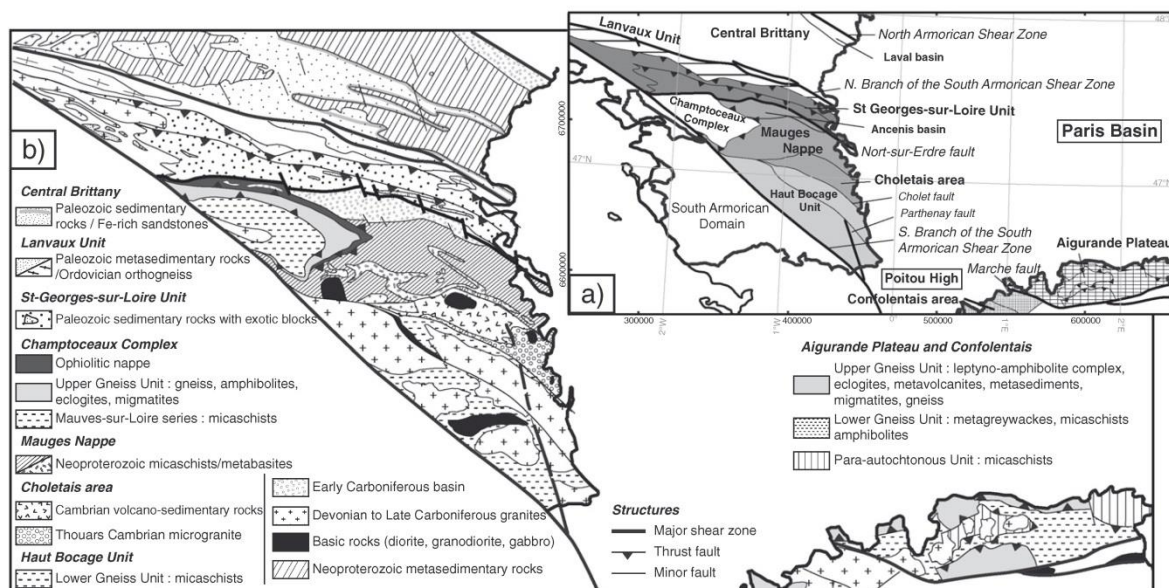 b)
Central Brittany
Paleozoic sedimentary
rocks / Fe-rich sandstones
Lanvaux Unit
Paleozoic metasedimentary rocks
/Ordovician orthogneiss
St-Georges-sur-Loire Unit
Paleozoic sedimentary rocks with exotic blocks
Champtoceaux Complex
Ophiolitic nappe
Upper Gneiss Unit : gneiss, amphibolites,
eclogites, migmatites
Mauves-sur-Loire series : micaschists
Mauges Nappe
Neoproterozoic micaschists/metabasites
Choletais area
Cambrian volcano-sedimentary rocks
Thouars Cambrian microgranite
Haut Bocage Unit
Lower Gneiss Unit : micaschists
Early Carboniferous basin
Devonian to Late Carboniferous granites
Basic rocks (diorite, granodiorite, gabbro)
Neoproterozoic metasedimentary rocks
a)
Lanvaux Unit
Central Brittany
North Armorican Shear Zone
Laval basin
N. Branch of the South Armorican Shear Zone
St Georges-sur-Loire Unit
Champtoceaux
Complex
Ancenis basin
Mauges
Nappe
Paris Basin
Nort-sur-Erdre fault
Choletais area
Haut Bocage
Unit
Cholet fault
South Armorican
Domain
Parthenay fault
S. Branch of the South
Armorican Shear Zone
Aigurande Plateau
Marche fault
Poitou High
Confolentais area
48°N
47°N
47°N
6700000
6600000
300000
400000
500000
600000
2°W
1°W
0°
1°E
2°E
Aigurande Plateau and Confolentais
Upper Gneiss Unit : leptyno-amphibolite complex,
eclogites, metavolcanites, metasediments,
migmatites, gneiss
Lower Gneiss Unit : metagreywackes, micaschists
amphibolites
Para-autochtonous Unit : micaschists
Structures
Major shear zone
Thrust fault
Minor fault